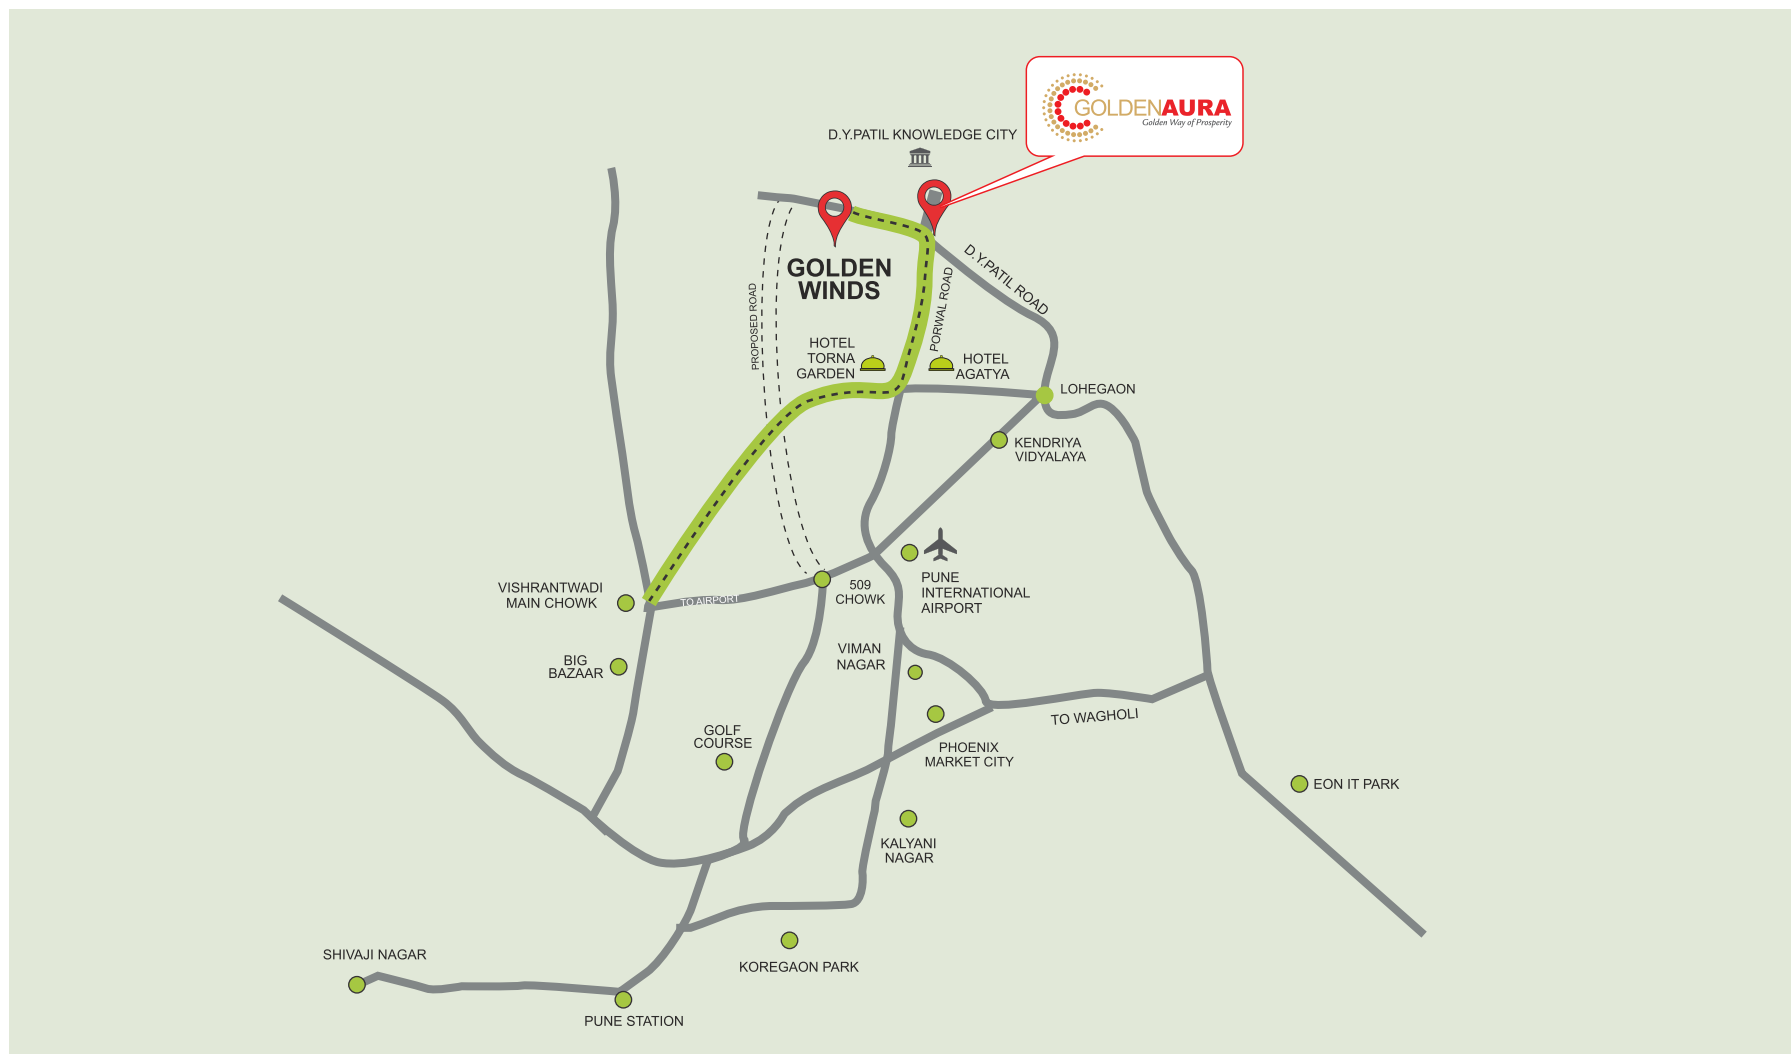 GOLDENAURA
Golden Way of Prosperity
D.Y.PATIL KNOWLEDGE CITY
GOLDEN
WINDS
D.Y.PATIL ROAD
PORWAL ROAD
PROPOSED ROAD
HOTEL
TORNA
GARDEN
HOTEL
AGATYA
LOHEGAON
KENDRIYA
VIDYALAYA
PUNE
INTERNATIONAL
AIRPORT
509
CHOWK
TO AIRPORT
VISHRANTWADI
MAIN CHOWK
BIG
BAZAAR
VIMAN
NAGAR
GOLF
COURSE
TO WAGHOLI
PHOENIX
MARKET CITY
EON IT PARK
KALYANI
NAGAR
SHIVAJI NAGAR
KOREGAON PARK
PUNE STATION